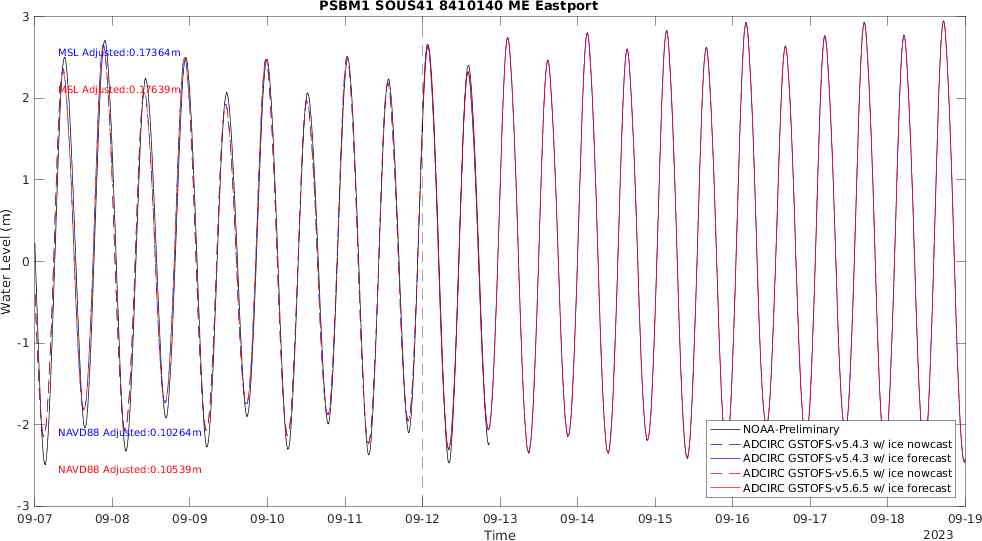 PSBM1 SOUS41 8410140 ME Eastport
3
2
1
0
-1
-2
-3
Water Level (m)
MSL Adjusted:0.17364m
MSL Adjusted:0.17639m
NAVD88 Adjusted:0.10264m
NAVD88 Adjusted:0.10539m
NOAA-Preliminary
ADCIRC GSTOFS-v5.4.3 w/ ice nowcast
ADCIRC GSTOFS-v5.4.3 w/ ice forecast
ADCIRC GSTOFS-v5.6.5 w/ ice nowcast
ADCIRC GSTOFS-v5.6.5 w/ ice forecast
09-07 09-08 09-09 09-10 09-11 09-12 09-13 09-14 09-15 09-16 09-17 09-18 09-19
Time
2023